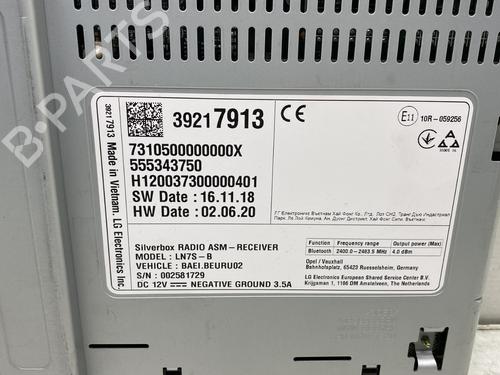 39217913
7310500000000X
555343750
H120037300000401
SW Date : 16.11.18
HW Date : 02.06.20
39217913 Made in Vietnam. LG Electronics Inc.
CE
E11 10R-059256
Silverbox RADIO ASM-RECEIVER
MODEL : LN7S-B
VEHICLE : BAEI.BEURU02
S/N : 002581729
DC 12V NEGATIVE GROUND 3.5A
Function Frequency range Output power (Max)
Bluetooth 2400.0 - 2483.5 MHz 4.0 dBm
Opel / Vauxhall
Bahnhofsplatz, 65423 Ruesselsheim, Germany
LG Electronics European Shared Service Center B.V.
Krijgsman 1, 1186 DM Amstelveen, The Netherlands
B-PARTS